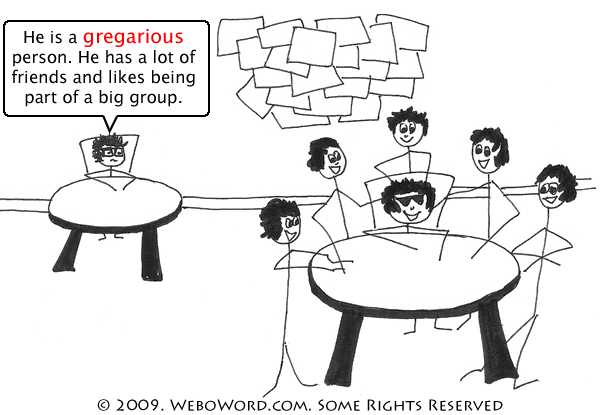 He is a gregarious
person. He has a lot of
friends and likes being
part of a big group.
© 2009. WeboWord.com. Some Rights Reserved